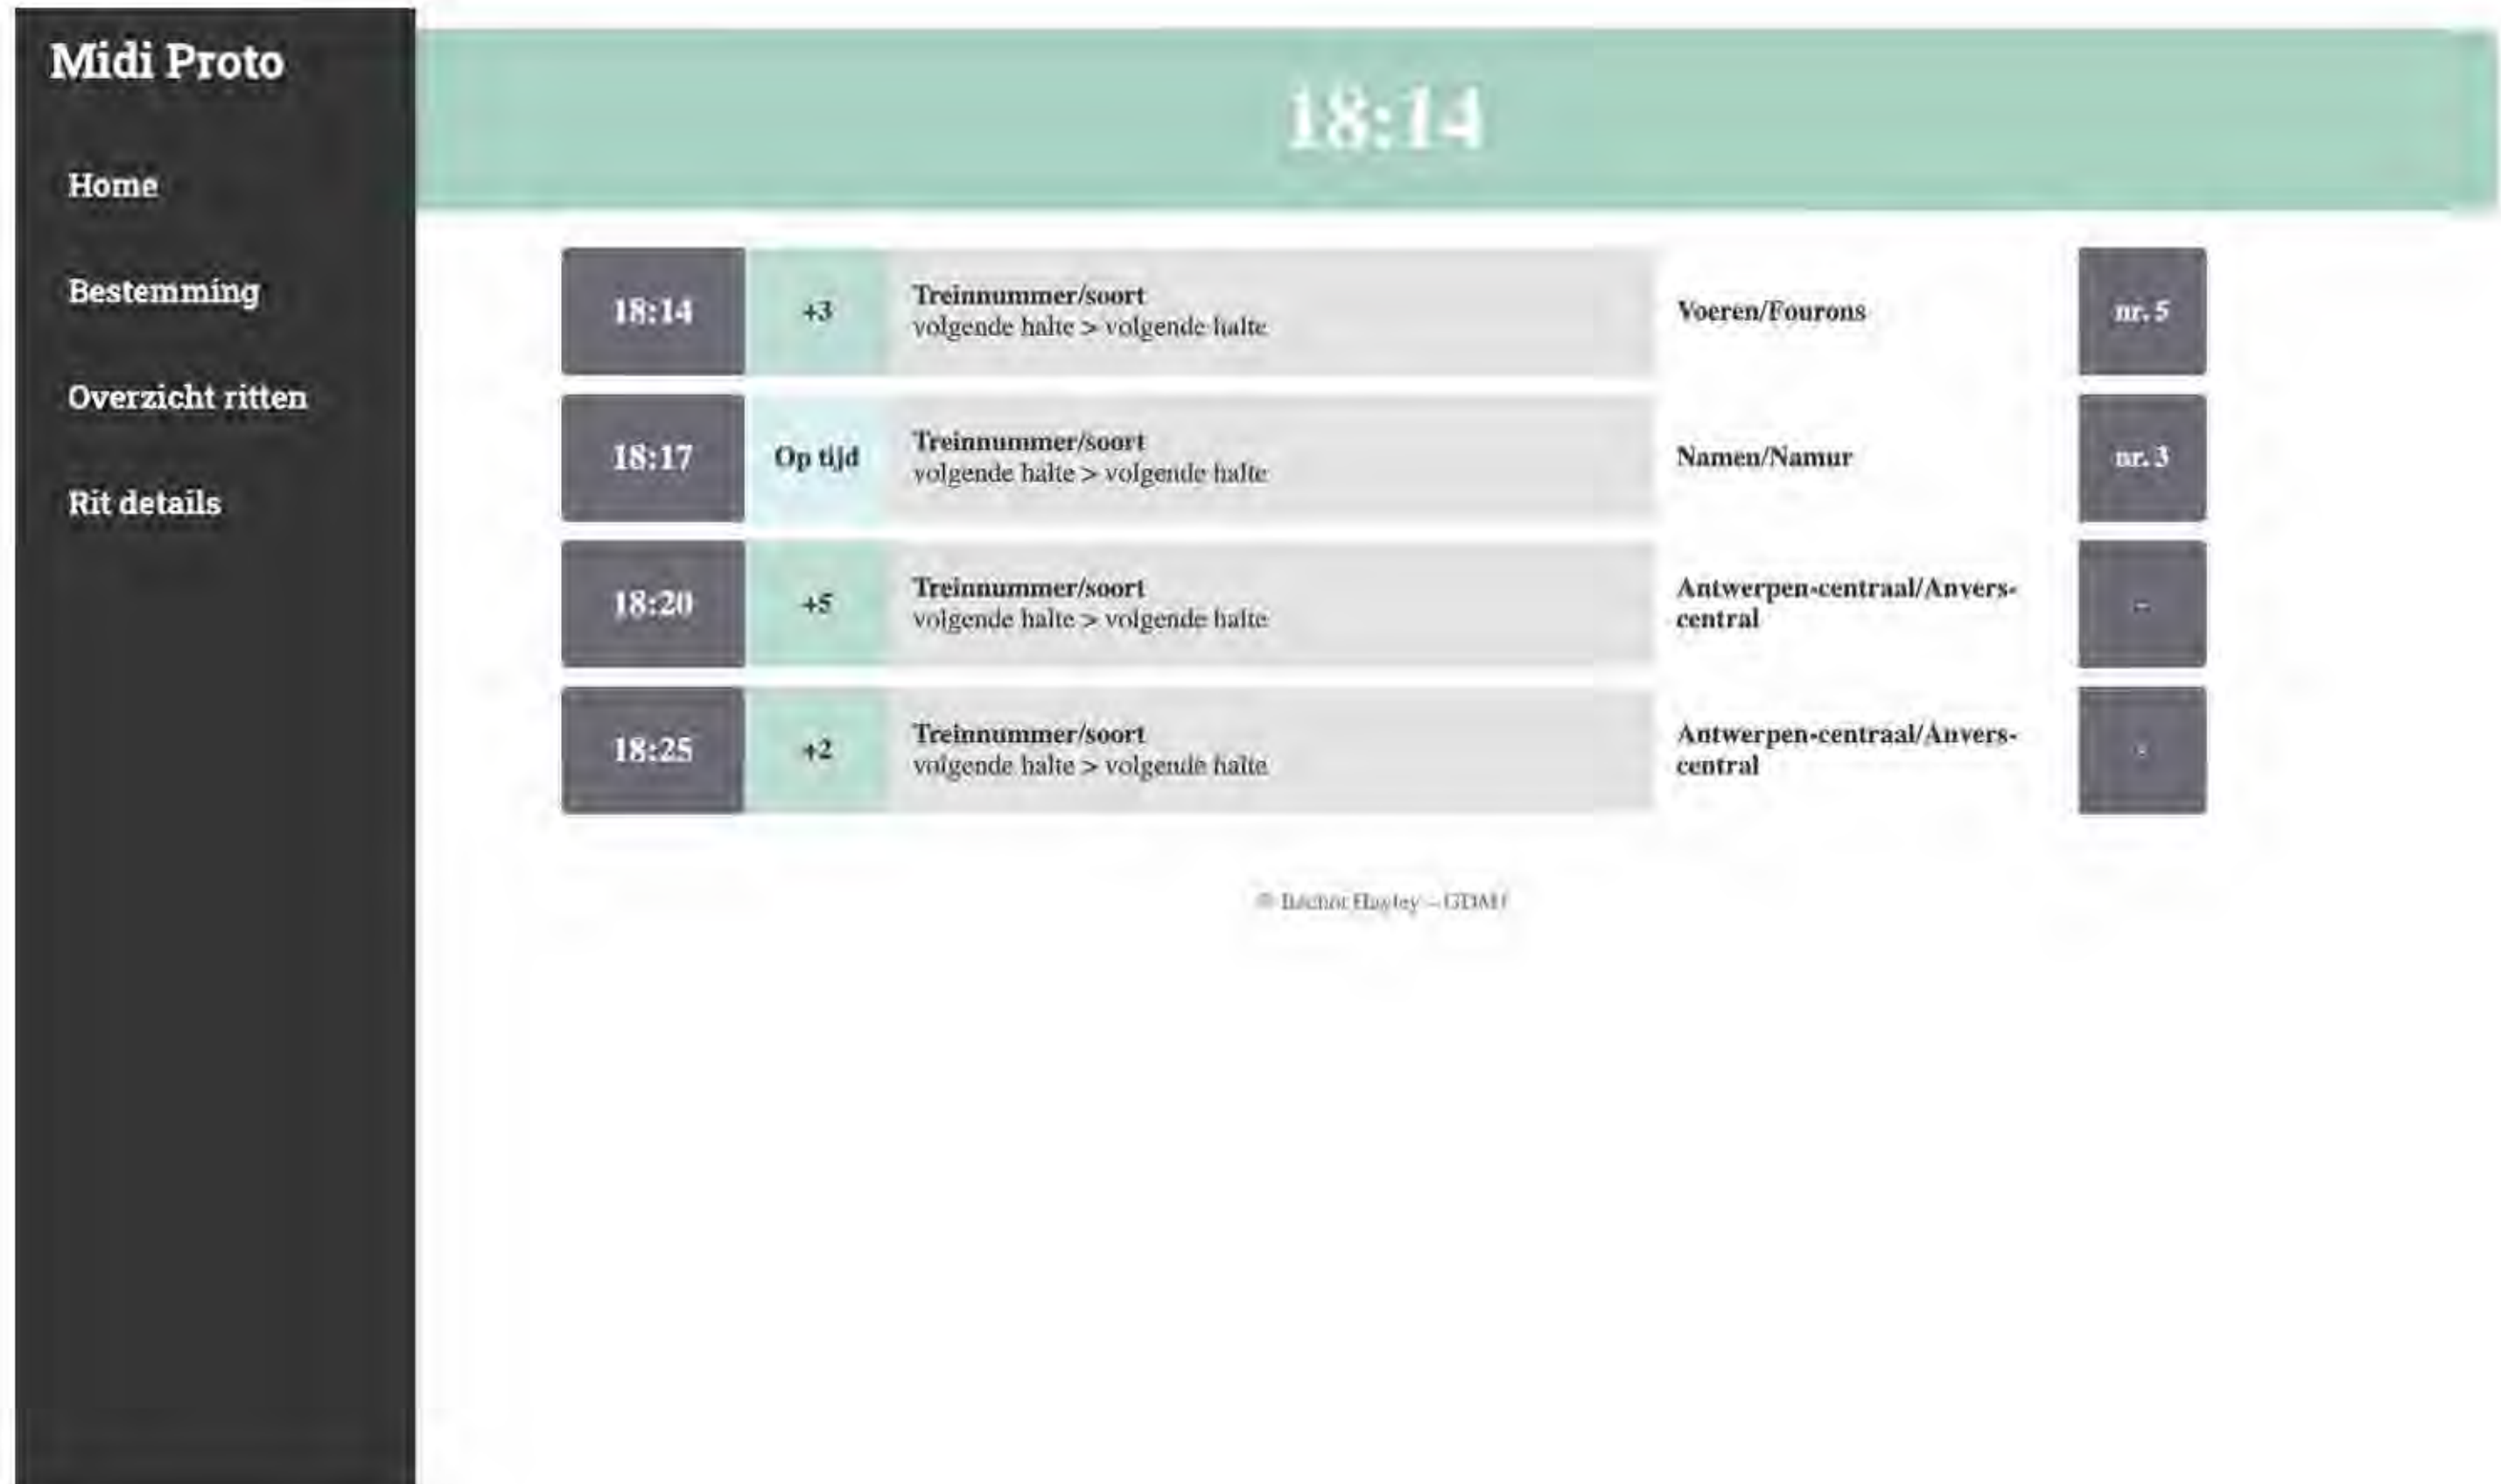 Midi Proto
Home
Bestemming
Overzicht ritten
Rit details
18:14
18:14
+3
Treinnummer/soort
volgende halte > volgende halte
Voeren/Fourons
nr. 5
18:17
Op tijd
Treinnummer/soort
volgende halte > volgende halte
Namen/Namur
nr. 3
18:20
+5
Treinnummer/soort
volgende halte > volgende halte
Antwerpen-centraal/Anvers-
central
-
18:25
+2
Treinnummer/soort
volgende halte > volgende halte
Antwerpen-centraal/Anvers-
central
-
©